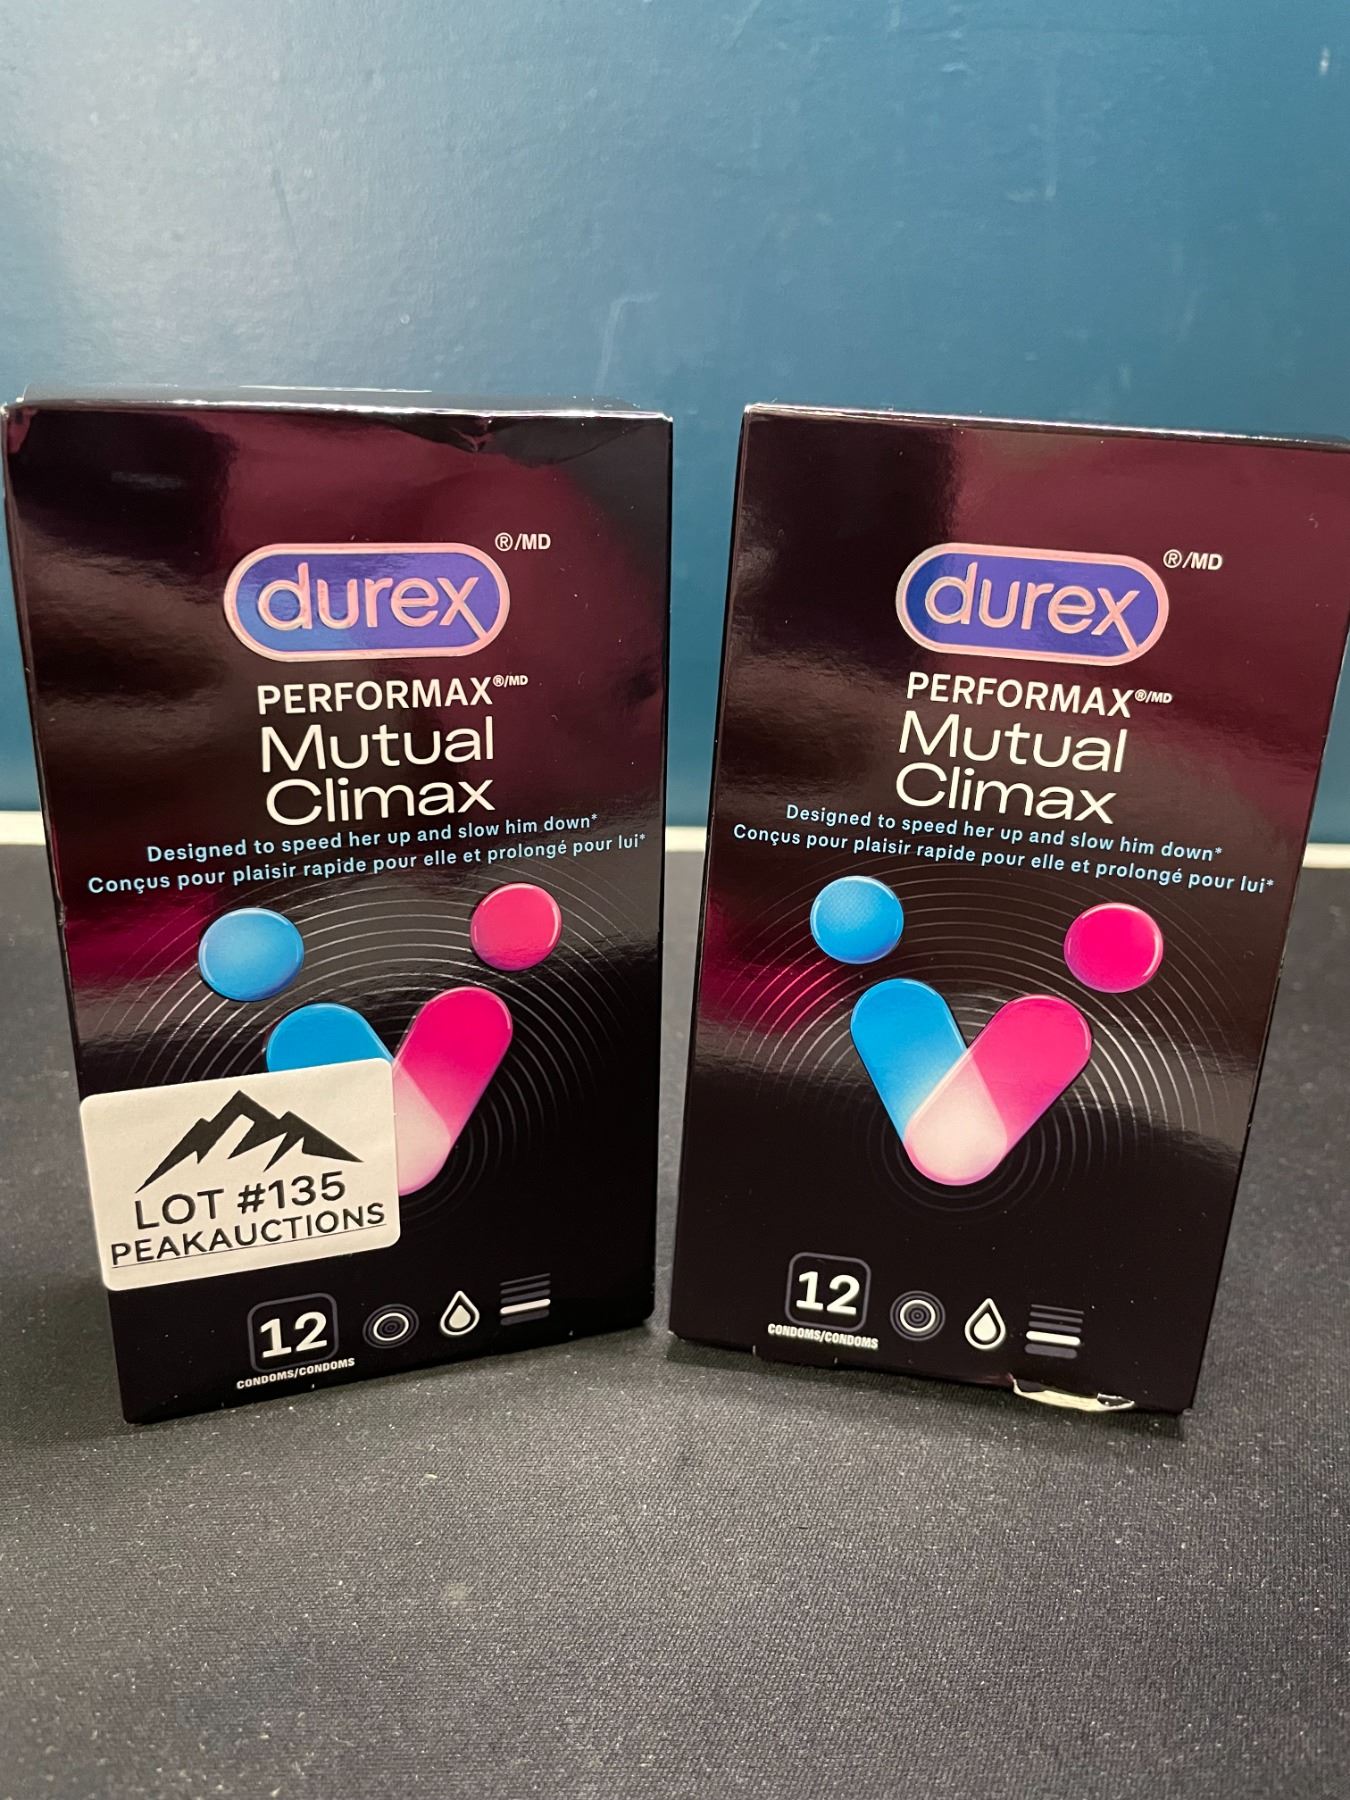 durex®/MD
PERFORMAX®/MD
Mutual
Climax
Designed to speed her up and slow him down*
Conçus pour plaisir rapide pour elle et prolongé pour lui*
LOT #135
PEAKAUCTIONS
12
CONDOMS/CONDOMS
durex®/MD
PERFORMAX®/MD
Mutual
Climax
Designed to speed her up and slow him down*
Conçus pour plaisir rapide pour elle et prolongé pour lui*
12
CONDOMS/CONDOMS